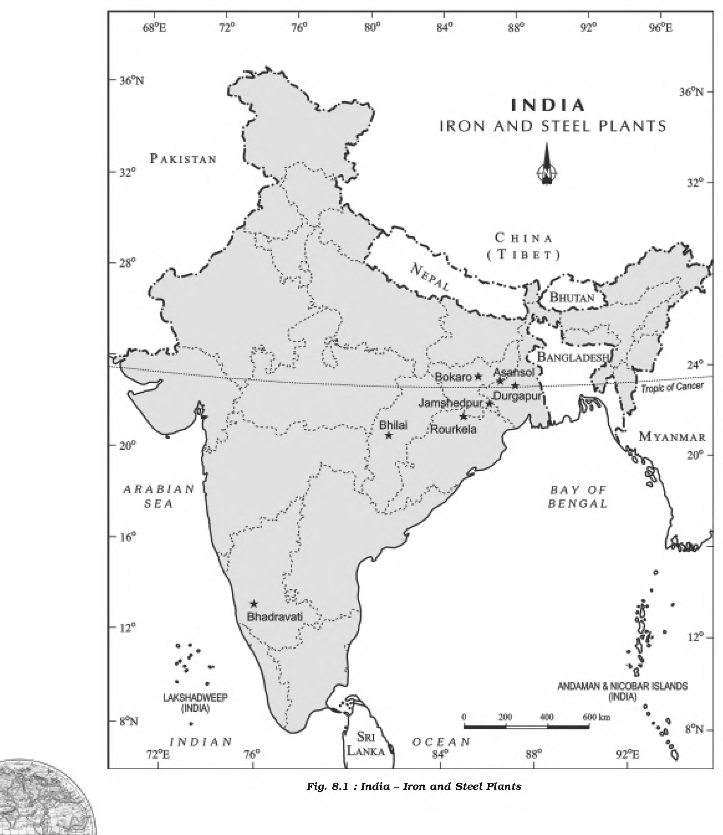 68°E 72° 76° 80° 84° 88° 92° 96°E
36°N
36°N
INDIA
IRON AND STEEL PLANTS
N
PAKISTAN
32°
32°
CHINA
(TIBET)
NEPAL
28°
28°
BHUTAN
BANGLADESH
24°
Asansol
Bokaro
Tropic of Cancer
Durgapur
Jamshedpur
Bhilai
Rourkela
MYANMAR
20°
20°
ARABIAN
SEA
BAY OF
BENGAL
16°
Bhadravati
12°
12°
LAKSHADWEEP
(INDIA)
ANDAMAN & NICOBAR ISLANDS
(INDIA)
0 200 400 600 km
8°N
8°N
SRI
LANKA
INDIAN OCEAN
72°E 76° 80° 84° 88° 92°E
Fig. 8.1 : India – Iron and Steel Plants